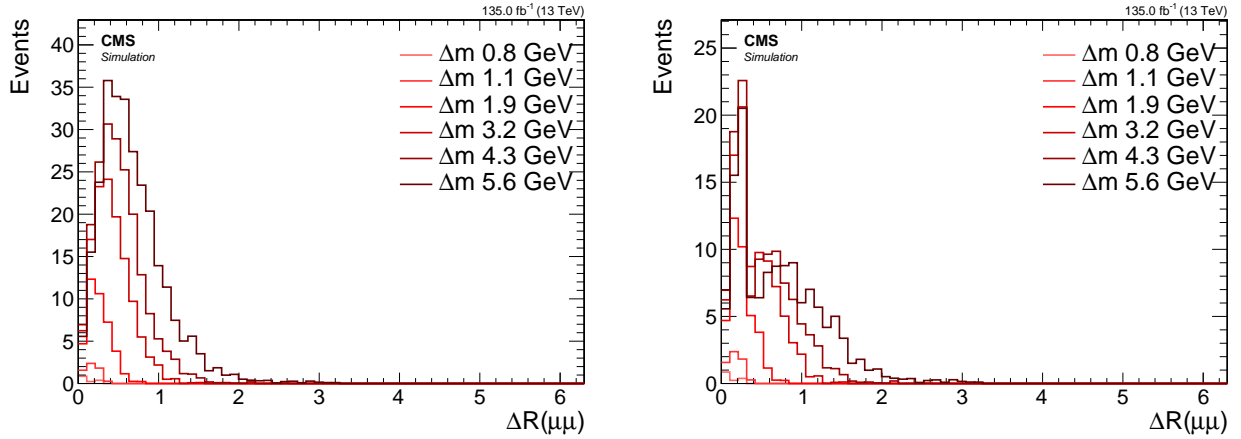 135.0 fb⁻¹ (13 TeV)
Events
40
35
30
25
20
15
10
5
0
CMS
Simulation
Δm 0.8 GeV
Δm 1.1 GeV
Δm 1.9 GeV
Δm 3.2 GeV
Δm 4.3 GeV
Δm 5.6 GeV
0 1 2 3 4 5 6
ΔR(μμ)
135.0 fb⁻¹ (13 TeV)
Events
25
20
15
10
5
0
CMS
Simulation
Δm 0.8 GeV
Δm 1.1 GeV
Δm 1.9 GeV
Δm 3.2 GeV
Δm 4.3 GeV
Δm 5.6 GeV
0 1 2 3 4 5 6
ΔR(μμ)